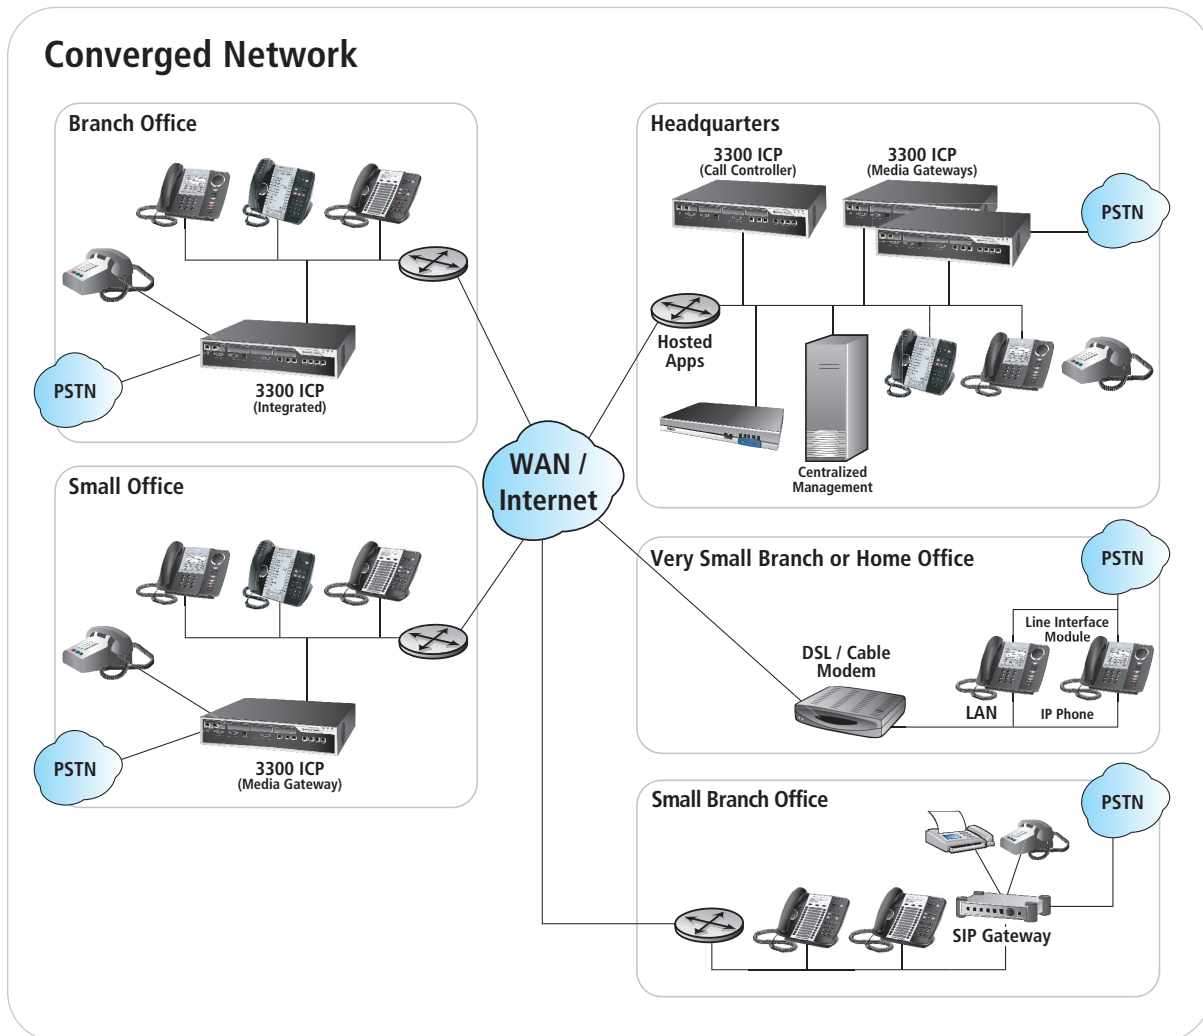 Converged Network
Branch Office
3300 ICP
(Integrated)
PSTN
Small Office
3300 ICP
(Media Gateway)
PSTN
WAN /
Internet
Headquarters
3300 ICP
(Call Controller)
3300 ICP
(Media Gateways)
PSTN
Hosted
Apps
Centralized
Management
Very Small Branch or Home Office
PSTN
Line Interface
Module
DSL / Cable
Modem
LAN
IP Phone
Small Branch Office
PSTN
SIP Gateway